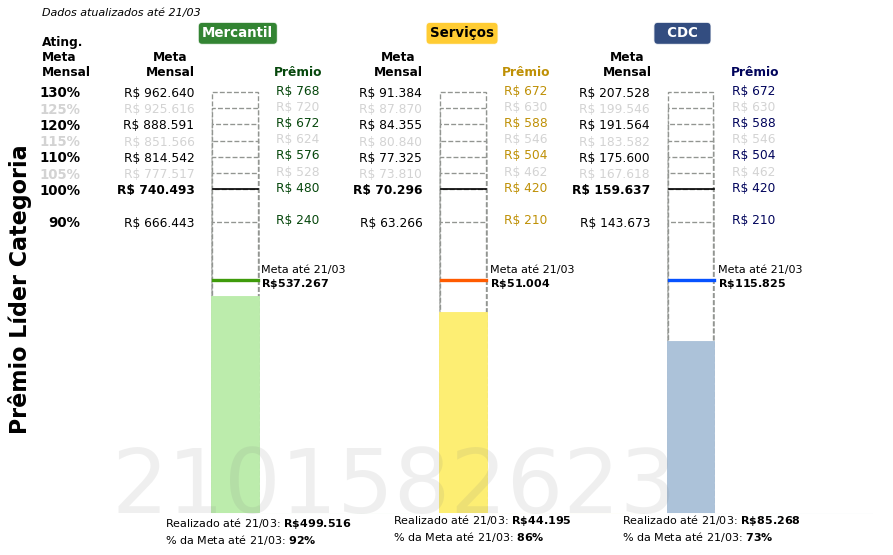 Dados atualizados até 21/03
Mercantil Serviços CDC
Ating. Meta Mensal
Meta Mensal Prêmio Meta Mensal Prêmio Meta Mensal Prêmio
130% R$ 962.640 R$ 768 R$ 91.384 R$ 672 R$ 207.528 R$ 672
125% R$ 925.616 R$ 720 R$ 87.870 R$ 630 R$ 199.546 R$ 630
120% R$ 888.591 R$ 672 R$ 84.355 R$ 588 R$ 191.564 R$ 588
115% R$ 851.566 R$ 624 R$ 80.840 R$ 546 R$ 183.582 R$ 546
110% R$ 814.542 R$ 576 R$ 77.325 R$ 504 R$ 175.600 R$ 504
105% R$ 777.517 R$ 528 R$ 73.810 R$ 462 R$ 167.618 R$ 462
100% R$ 740.493 R$ 480 R$ 70.296 R$ 420 R$ 159.637 R$ 420
90% R$ 666.443 R$ 240 R$ 63.266 R$ 210 R$ 143.673 R$ 210
Meta até 21/03 Meta até 21/03 Meta até 21/03
R$537.267 R$51.004 R$115.825
Prêmio Líder Categoria
2101582623
Realizado até 21/03: R$499.516 Realizado até 21/03: R$44.195 Realizado até 21/03: R$85.268
% da Meta até 21/03: 92% % da Meta até 21/03: 86% % da Meta até 21/03: 73%